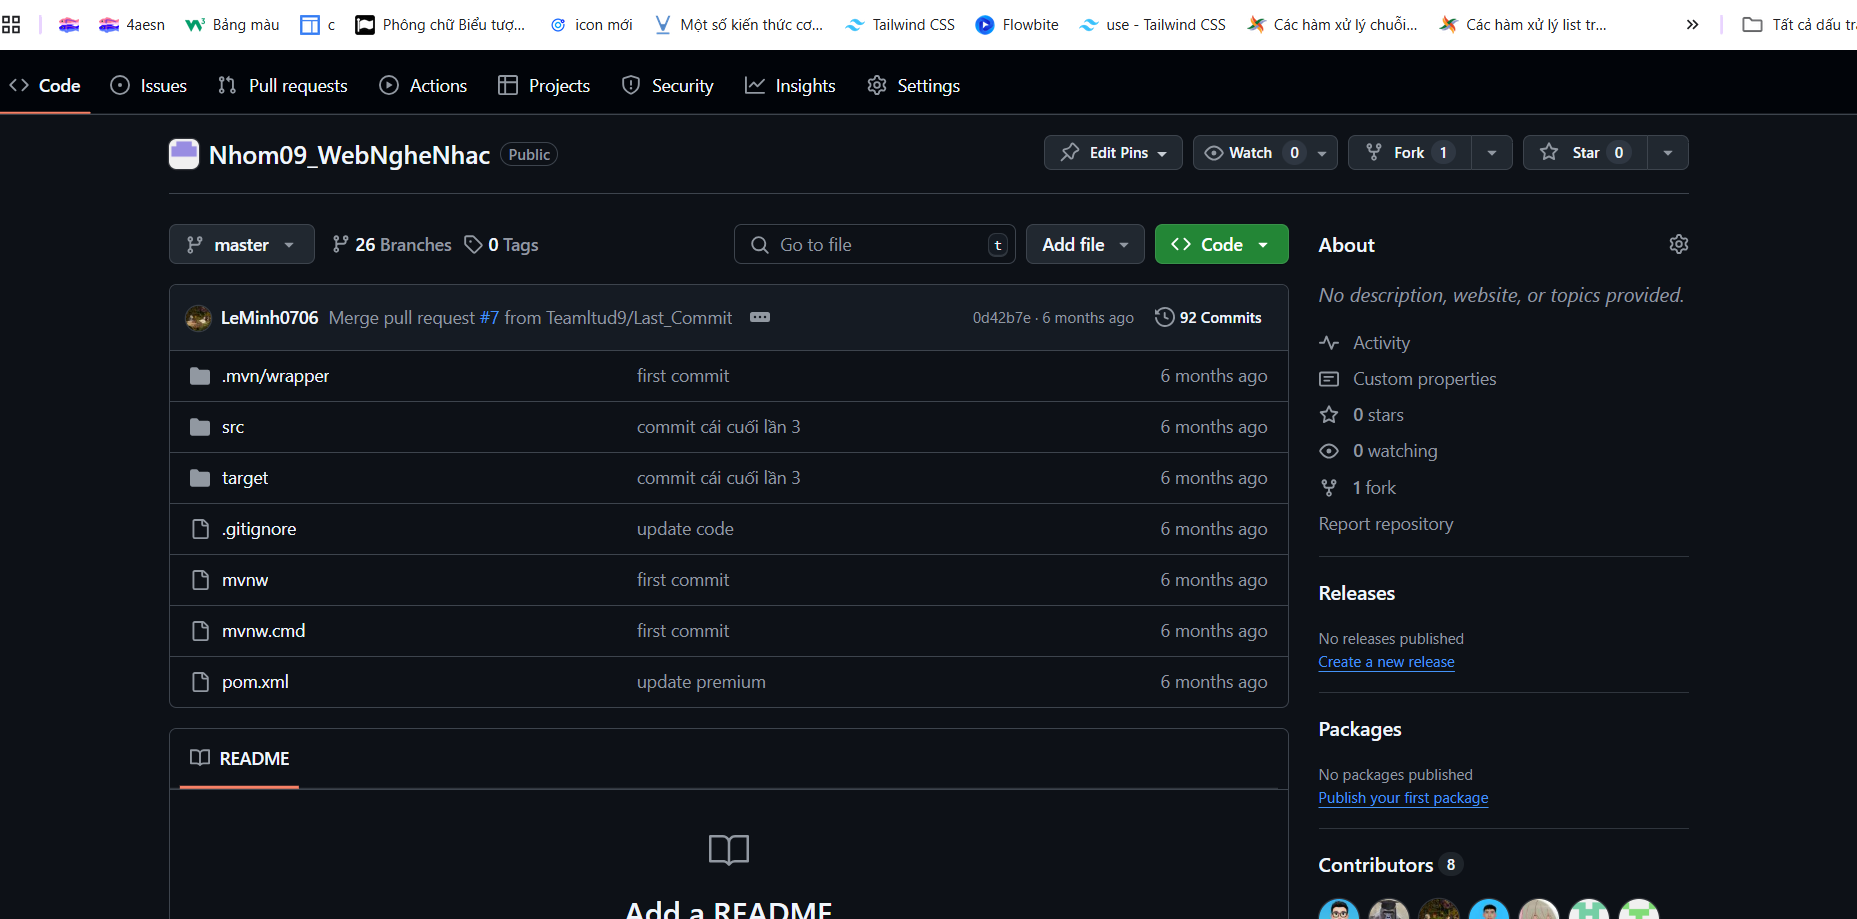 4aesn Bảng màu c Phông chữ Biểu tượ... icon mới Một số kiến thức cơ... Tailwind CSS Flowbite use - Tailwind CSS Các hàm xử lý chuỗi... Các hàm xử lý list tr... » Tất cả dấu tr
Code Issues Pull requests Actions Projects Security Insights Settings
Nhom09_WebNgheNhac Public Edit Pins Watch 0 Fork 1 Star 0
master 26 Branches 0 Tags Go to file t Add file Code
LeMinh0706 Merge pull request #7 from Teamltud9/Last_Commit ... 0d42b7e · 6 months ago 92 Commits
.mvn/wrapper first commit 6 months ago
src commit cái cuối lần 3 6 months ago
target commit cái cuối lần 3 6 months ago
.gitignore update code 6 months ago
mvnw first commit 6 months ago
mvnw.cmd first commit 6 months ago
pom.xml update premium 6 months ago
README
Add a README
About
No description, website, or topics provided.
Activity
Custom properties
0 stars
0 watching
1 fork
Report repository
Releases
No releases published
Create a new release
Packages
No packages published
Publish your first package
Contributors 8